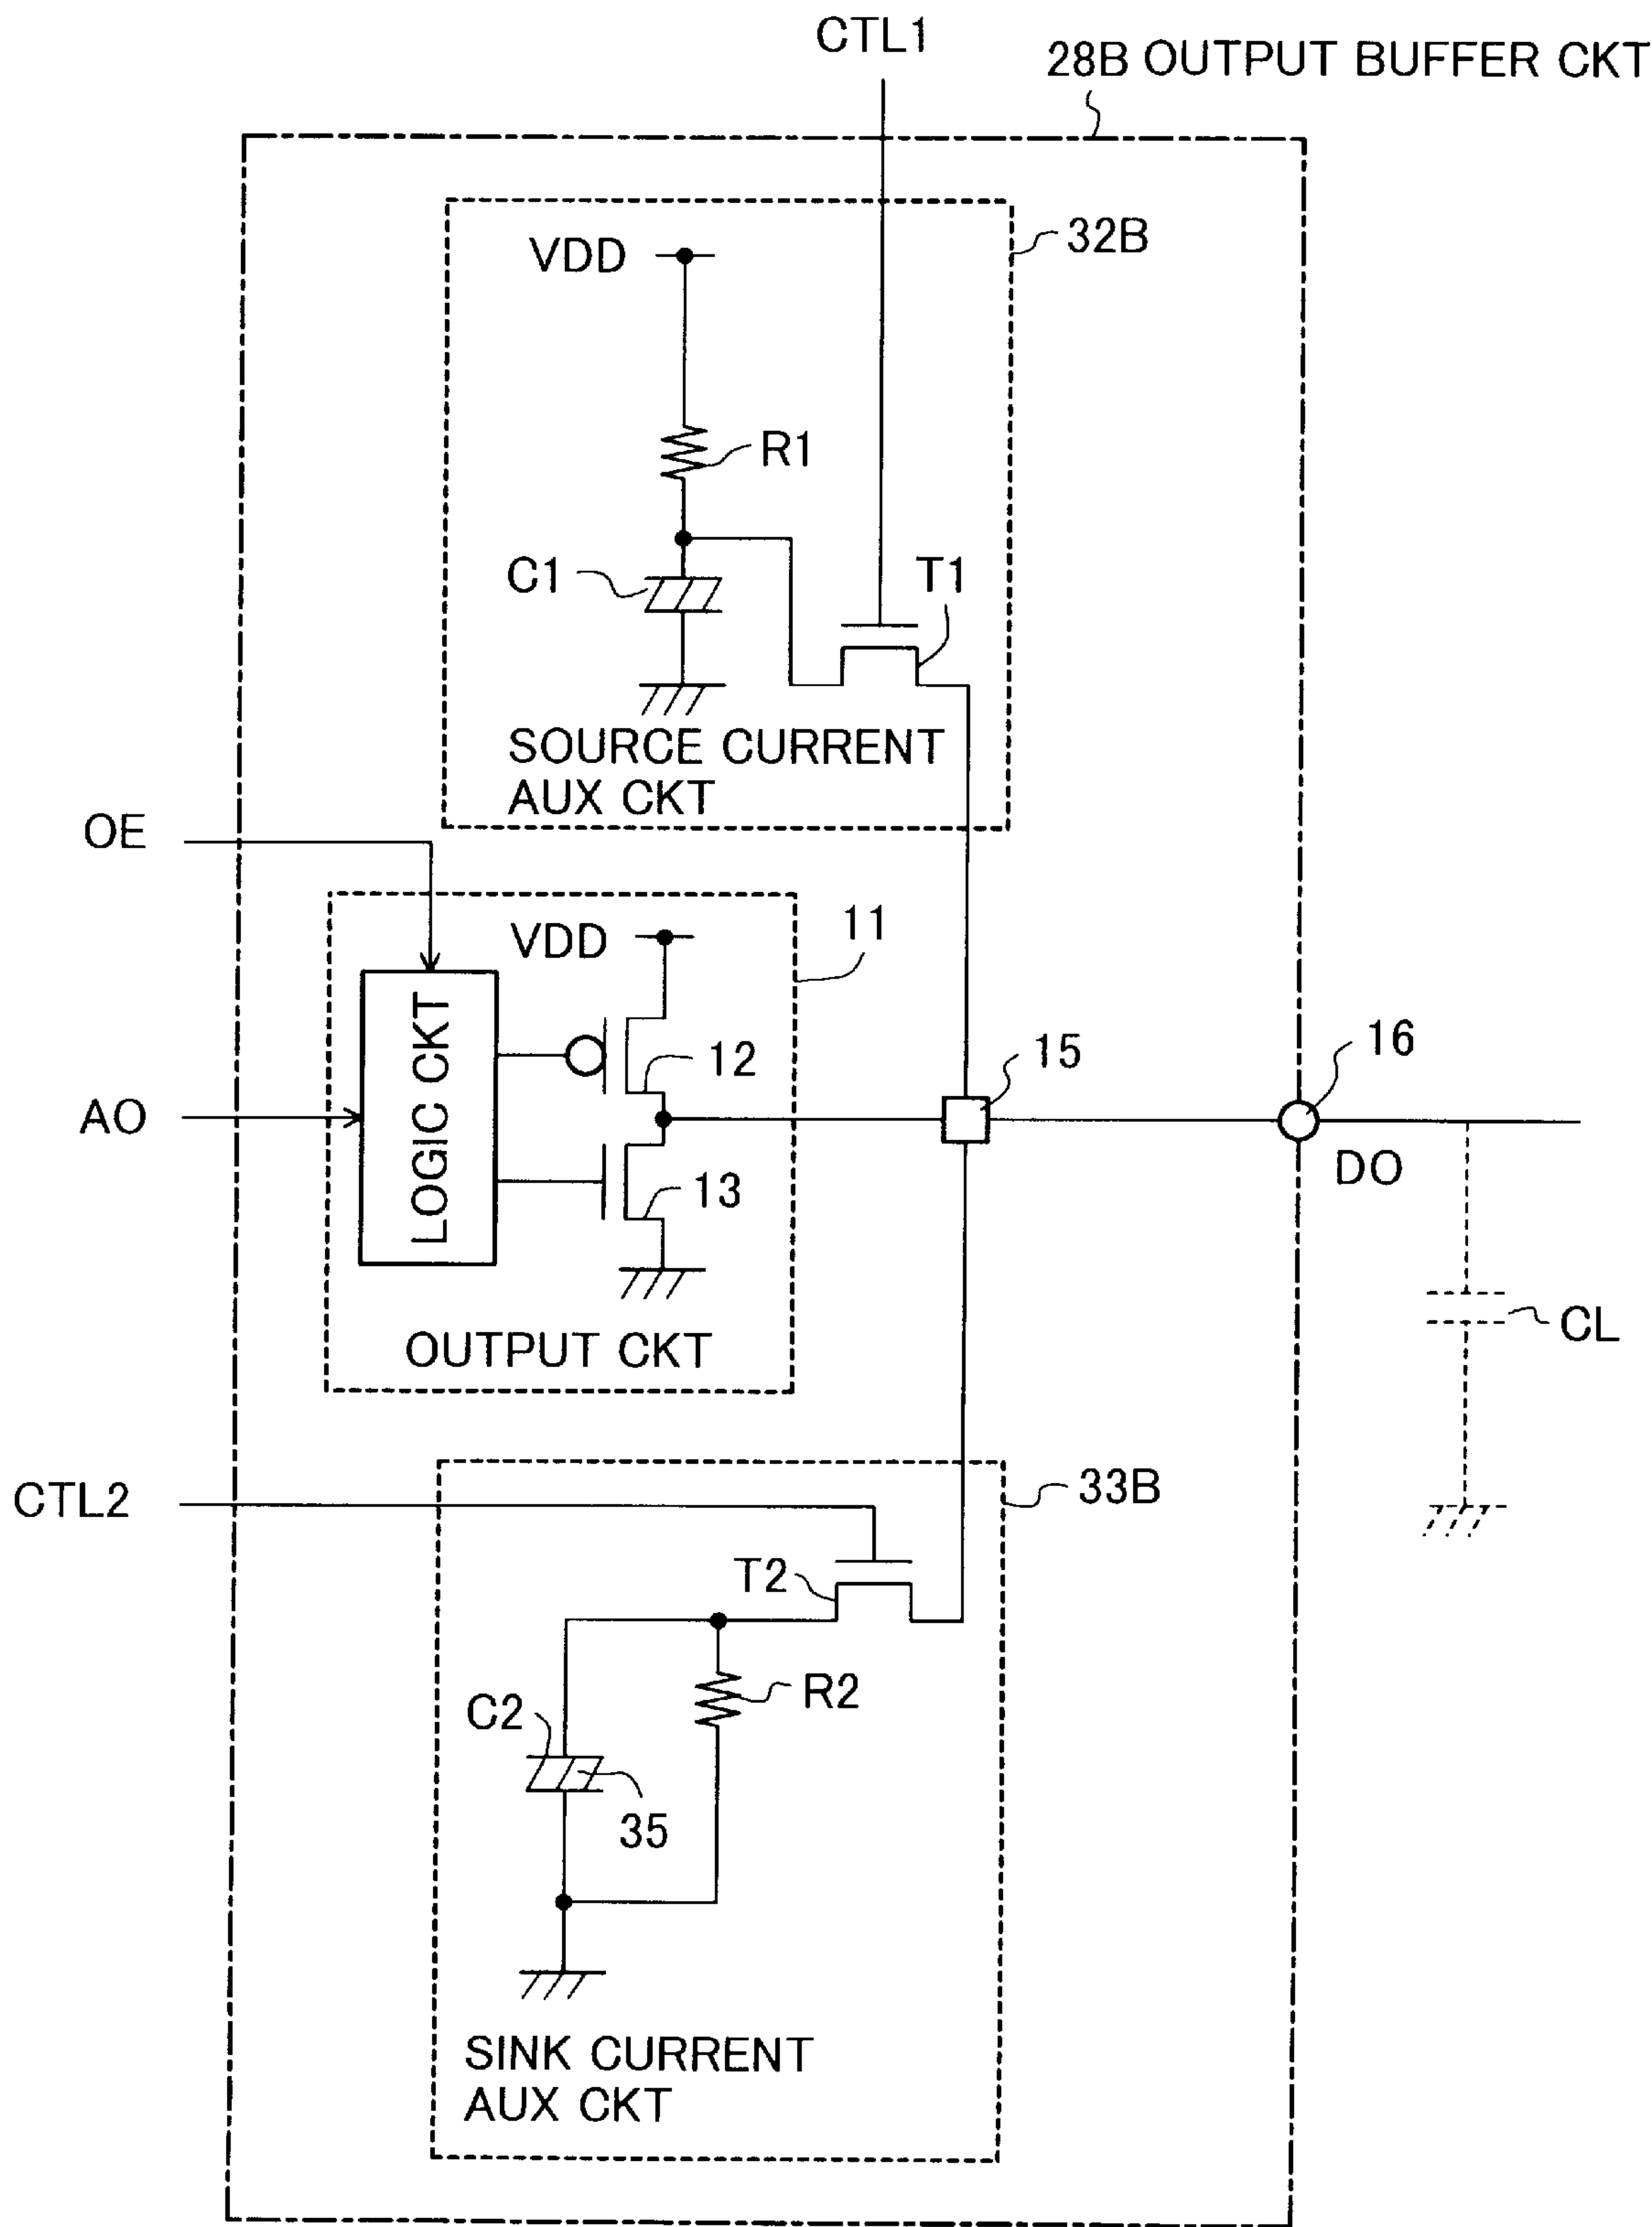 CTL1
28B OUTPUT BUFFER CKT
32B
VDD
R1
C1
T1
SOURCE CURRENT
AUX CKT
OE
11
VDD
LOGIC CKT
12
15
16
AO
DO
13
CL
OUTPUT CKT
33B
CTL2
T2
R2
C2
35
SINK CURRENT
AUX CKT